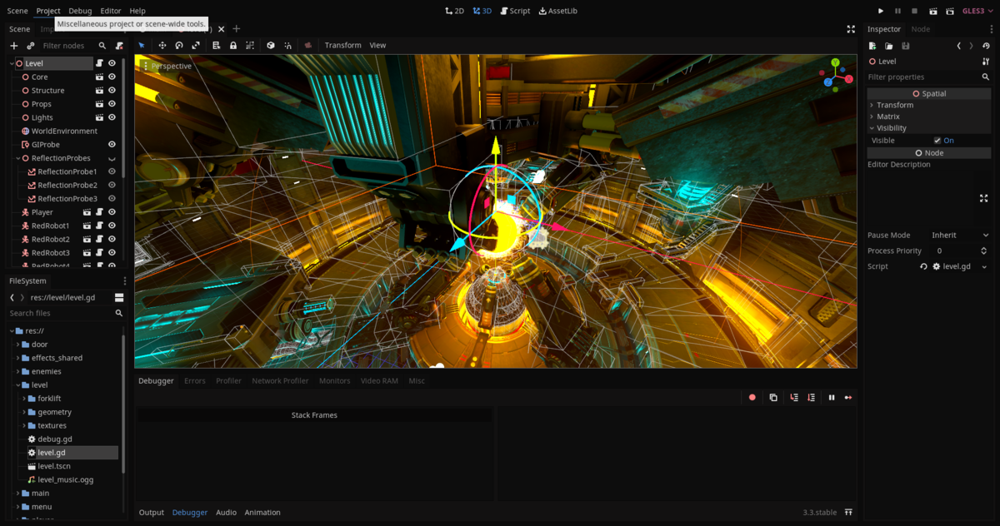 Scene Project Debug Editor Help
2D 3D Script AssetLib
GLES3
Miscellaneous project or scene-wide tools.
Scene
Filter nodes
Level
Core
Structure
Props
Lights
WorldEnvironment
GIProbe
ReflectionProbes
ReflectionProbe1
ReflectionProbe2
ReflectionProbe3
Player
RedRobot1
RedRobot2
RedRobot3
RedRobot4
FileSystem
res://level/level.gd
Search files
res://
door
effects_shared
enemies
level
forklift
geometry
textures
debug.gd
level.gd
level.tscn
level_music.ogg
main
menu
Transform View
Perspective
Y
X
Z
Debugger Errors Profiler Network Profiler Monitors Video RAM Misc
Stack Frames
Output Debugger Audio Animation
3.3.stable
Inspector Node
Level
Filter properties
Spatial
Transform
Matrix
Visibility
Visible On
Node
Editor Description
Pause Mode Inherit
Process Priority 0
Script level.gd